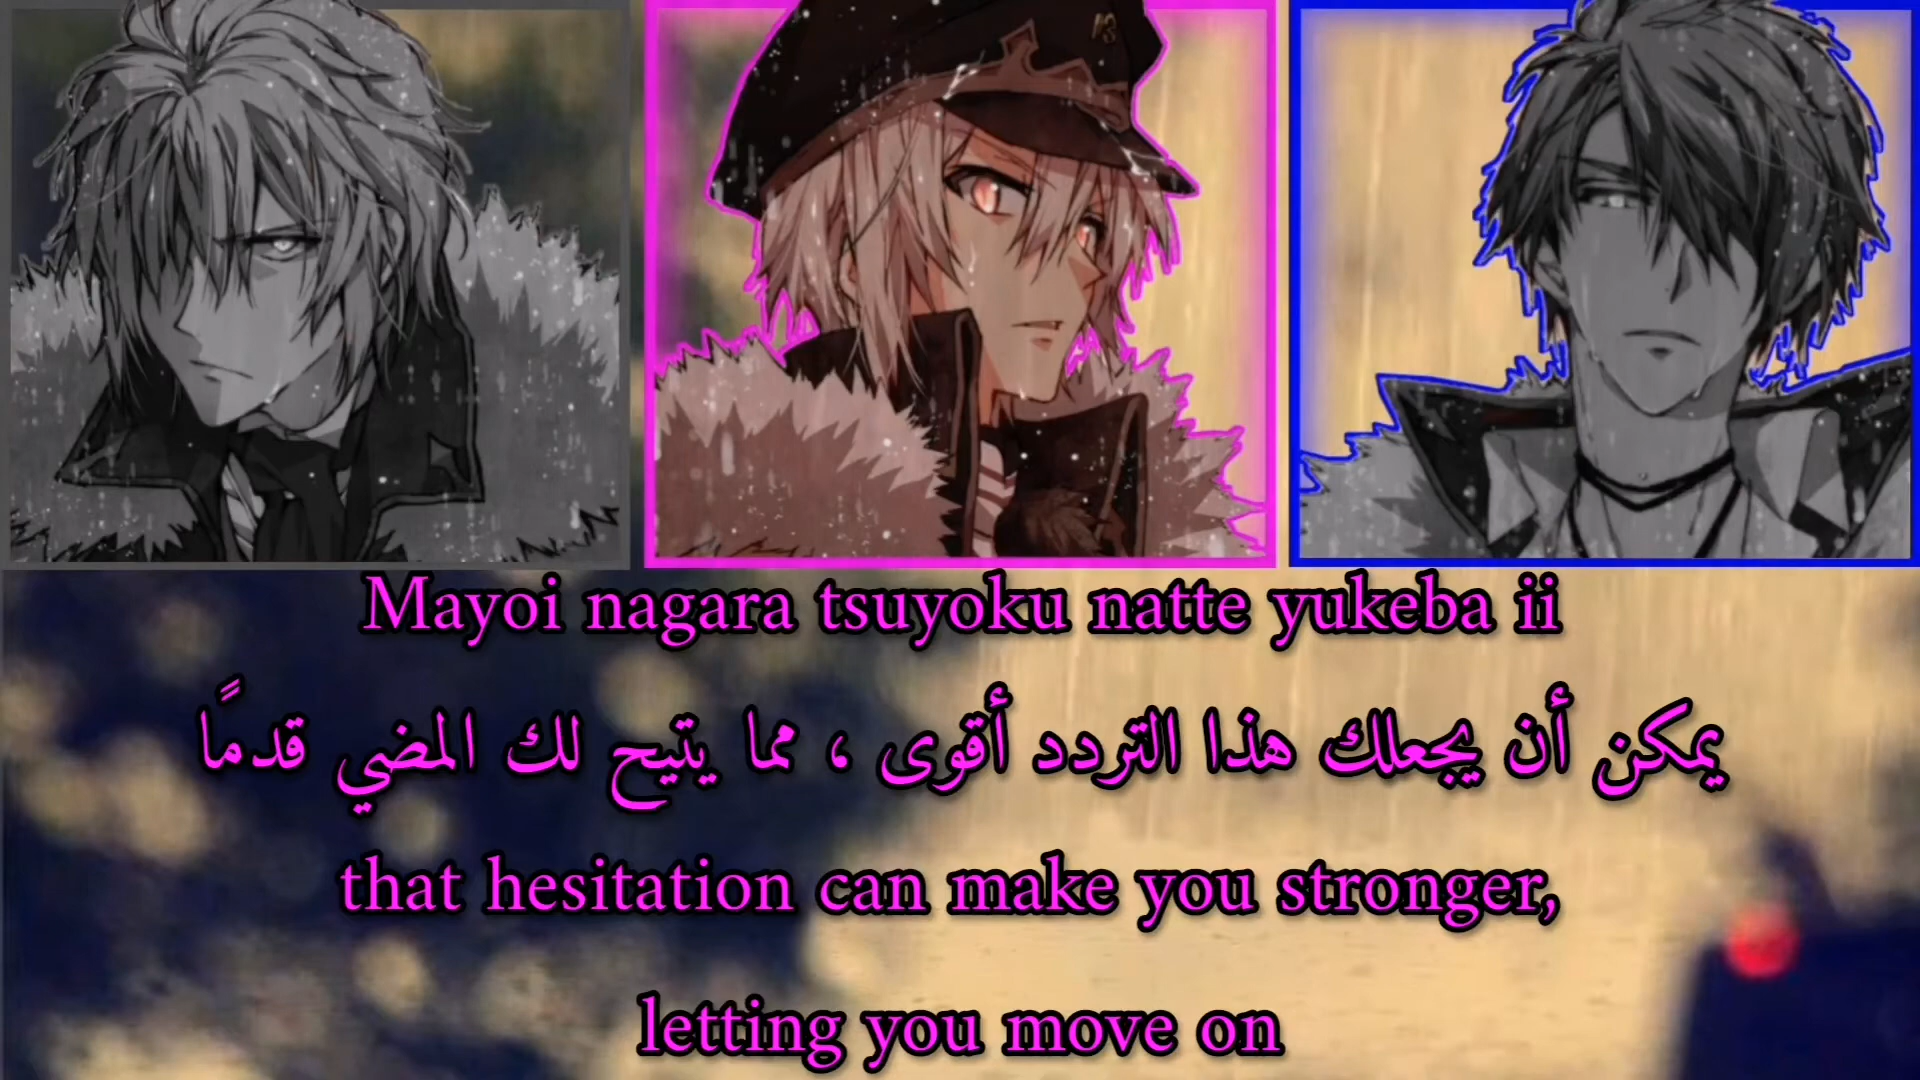 13
Mayoi nagara tsuyoku natte yukeba ii
يمكن أن يجعلك هذا التردد أقوى ، مما يتيح لك المضي قدمًا
that hesitation can make you stronger,
letting you move on